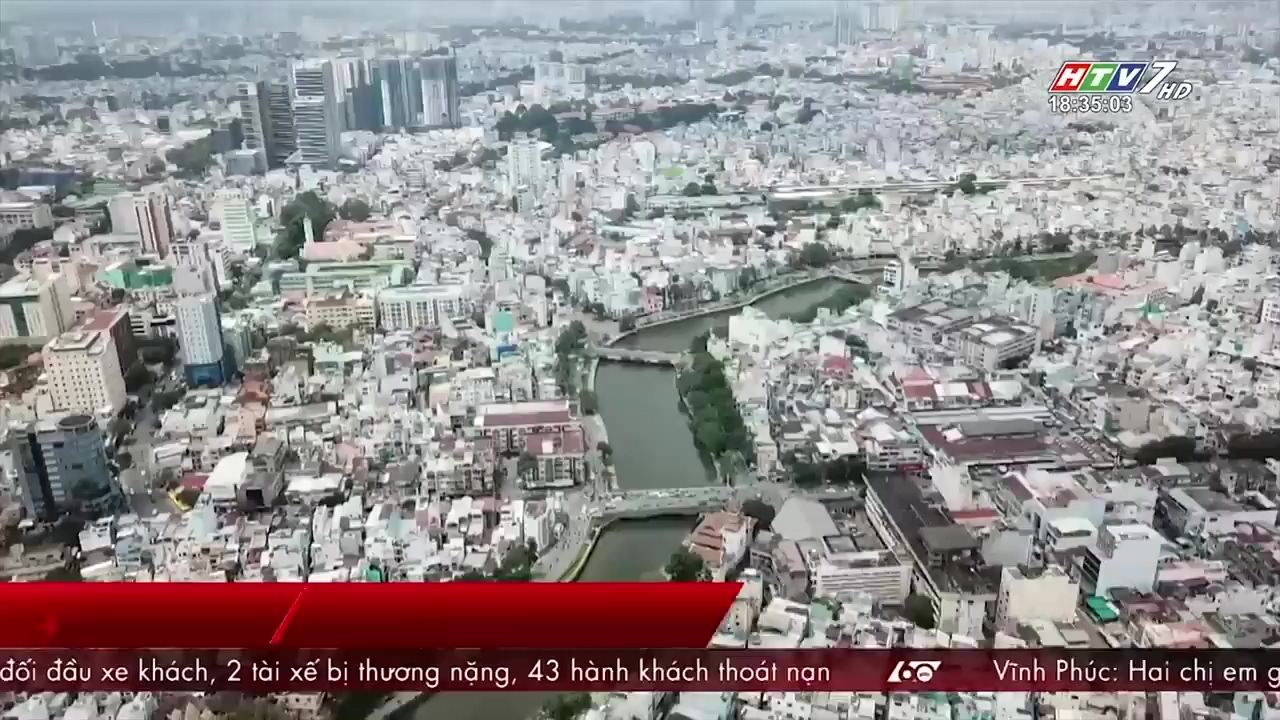 HTV7 HD
18:35:03
đối đầu xe khách, 2 tài xế bị thương nặng, 43 hành khách thoát nạn 60 Vĩnh Phúc: Hai chị em g